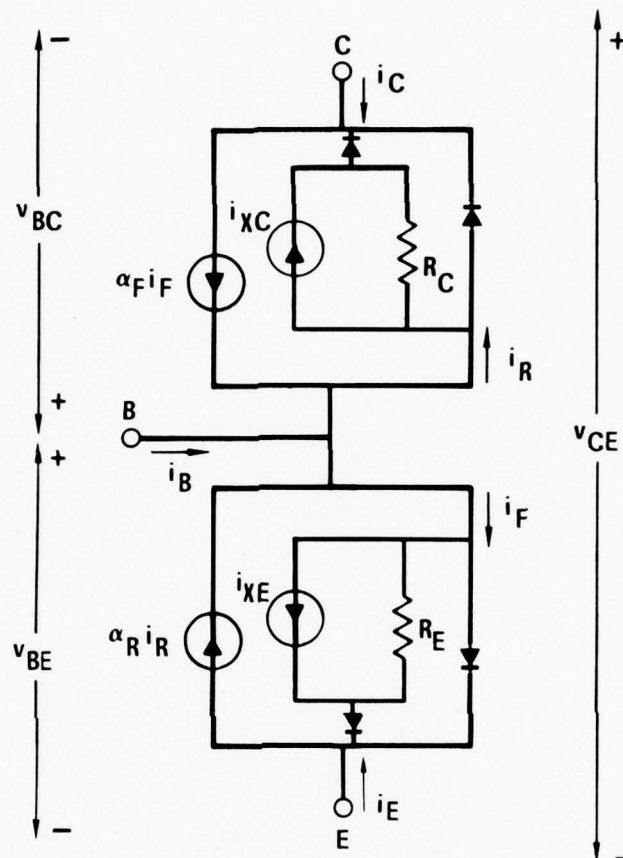 − C +
i_C
v_BC
i_XC
R_C
α_F i_F
i_R
+
B
+
i_B
v_CE
i_F
i_XE
R_E
α_R i_R
v_BE
i_E
− E −